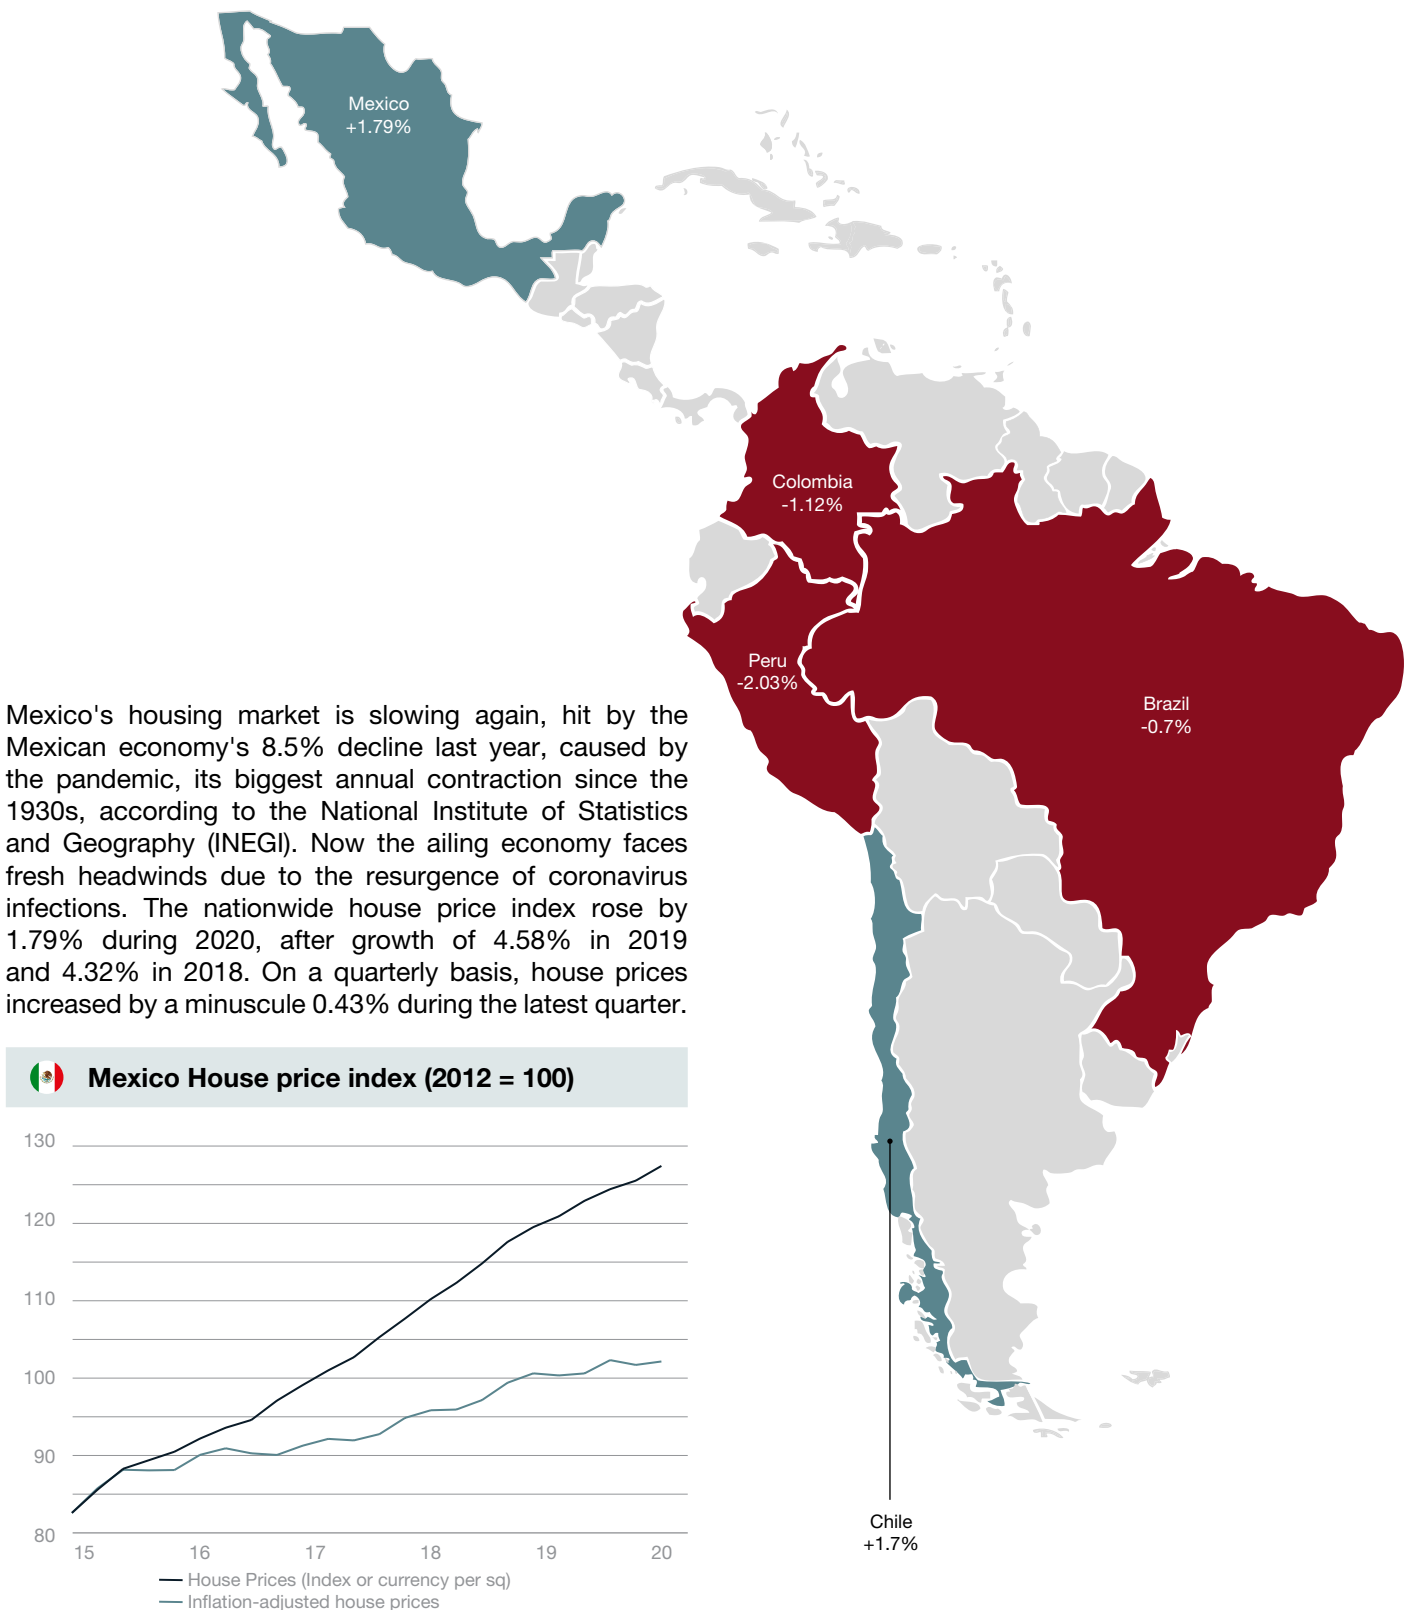 Mexico
+1.79%
Colombia
-1.12%
Peru
-2.03%
Brazil
-0.7%
Mexico's housing market is slowing again, hit by the
Mexican economy's 8.5% decline last year, caused by
the pandemic, its biggest annual contraction since the
1930s, according to the National Institute of Statistics
and Geography (INEGI). Now the ailing economy faces
fresh headwinds due to the resurgence of coronavirus
infections. The nationwide house price index rose by
1.79% during 2020, after growth of 4.58% in 2019
and 4.32% in 2018. On a quarterly basis, house prices
increased by a minuscule 0.43% during the latest quarter.
Mexico House price index (2012 = 100)
130
120
110
100
90
80
15 16 17 18 19 20
House Prices (Index or currency per sq)
Inflation-adjusted house prices
Chile
+1.7%